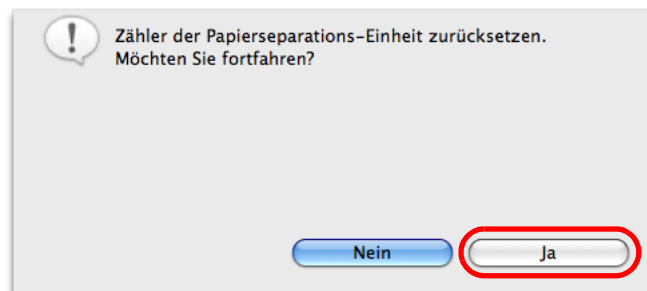 Zähler der Papierseparations-Einheit zurücksetzen.
Möchten Sie fortfahren?
Nein
Ja